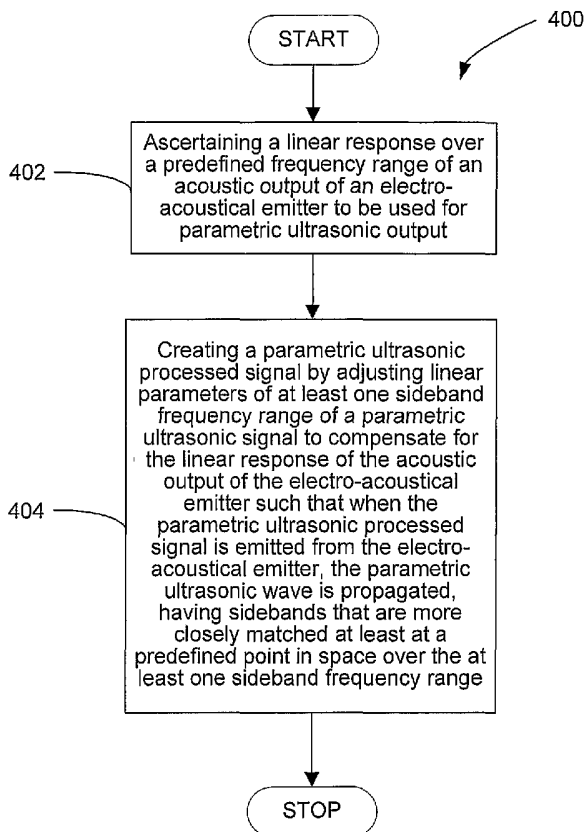 START
400
402
Ascertaining a linear response over
a predefined frequency range of an
acoustic output of an electro-
acoustical emitter to be used for
parametric ultrasonic output
404
Creating a parametric ultrasonic
processed signal by adjusting linear
parameters of at least one sideband
frequency range of a parametric
ultrasonic signal to compensate for
the linear response of the acoustic
output of the electro-acoustical
emitter such that when the
parametric ultrasonic processed
signal is emitted from the electro-
acoustical emitter, the parametric
ultrasonic wave is propagated,
having sidebands that are more
closely matched at least at a
predefined point in space over the at
least one sideband frequency range
STOP